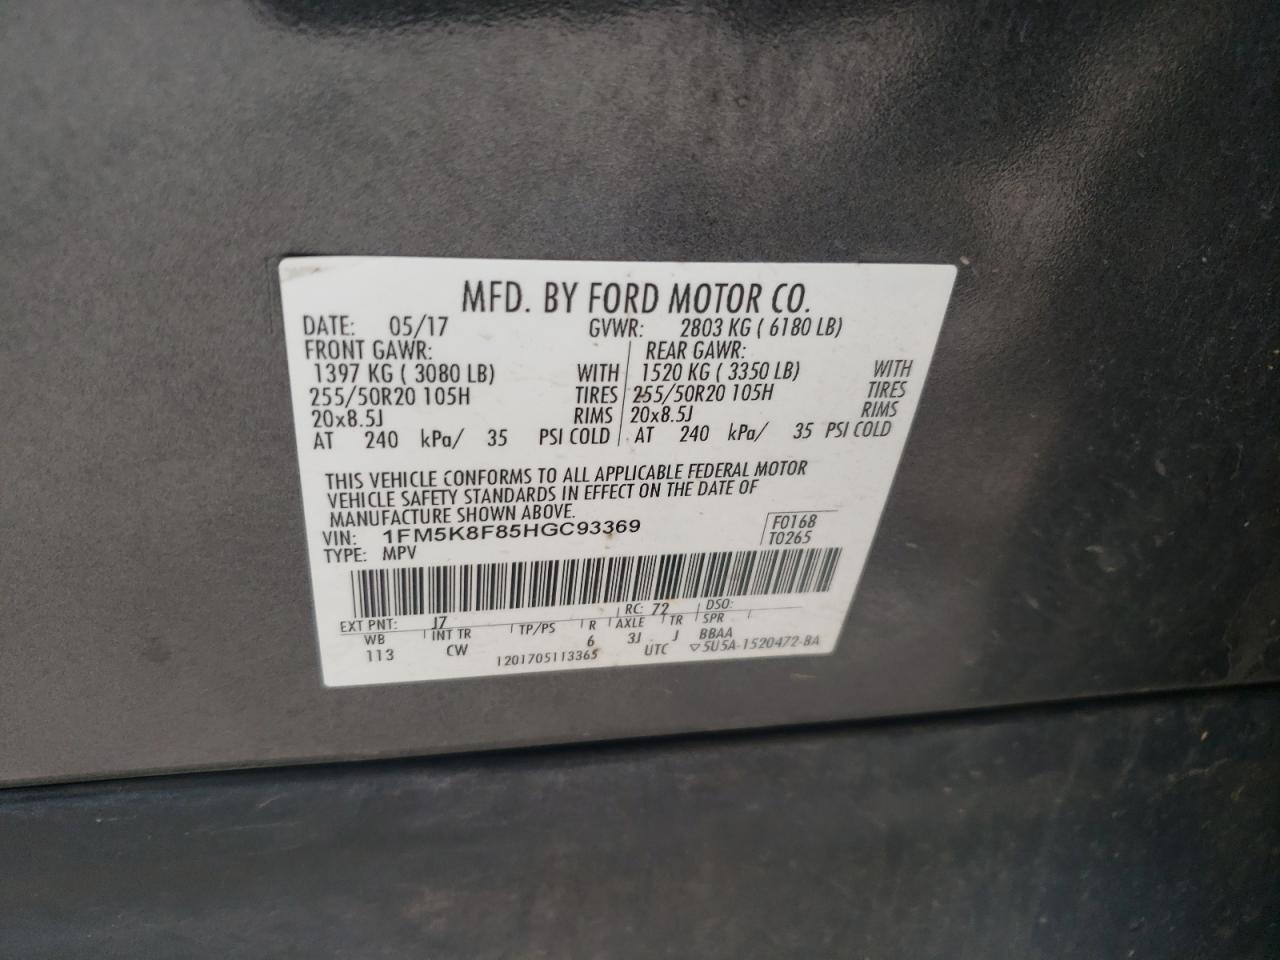 MFD. BY FORD MOTOR CO.
DATE: 05/17 GVWR: 2803 KG ( 6180 LB)
FRONT GAWR: REAR GAWR:
1397 KG ( 3080 LB) WITH 1520 KG ( 3350 LB) WITH
255/50R20 105H TIRES 255/50R20 105H TIRES
20x8.5J RIMS 20x8.5J RIMS
AT 240 kPa/ 35 PSI COLD AT 240 kPa/ 35 PSI COLD
THIS VEHICLE CONFORMS TO ALL APPLICABLE FEDERAL MOTOR
VEHICLE SAFETY STANDARDS IN EFFECT ON THE DATE OF
MANUFACTURE SHOWN ABOVE.
VIN: 1FM5K8F85HGC93369 F0168
TYPE: MPV T0265
EXT PNT: J7 RC: 72 DSO:
WB INT TR TP/PS R AXLE TR SPR
113 CW 6 3J J BBAA
1201705113365 UTC ▽5U5A-1520472-BA